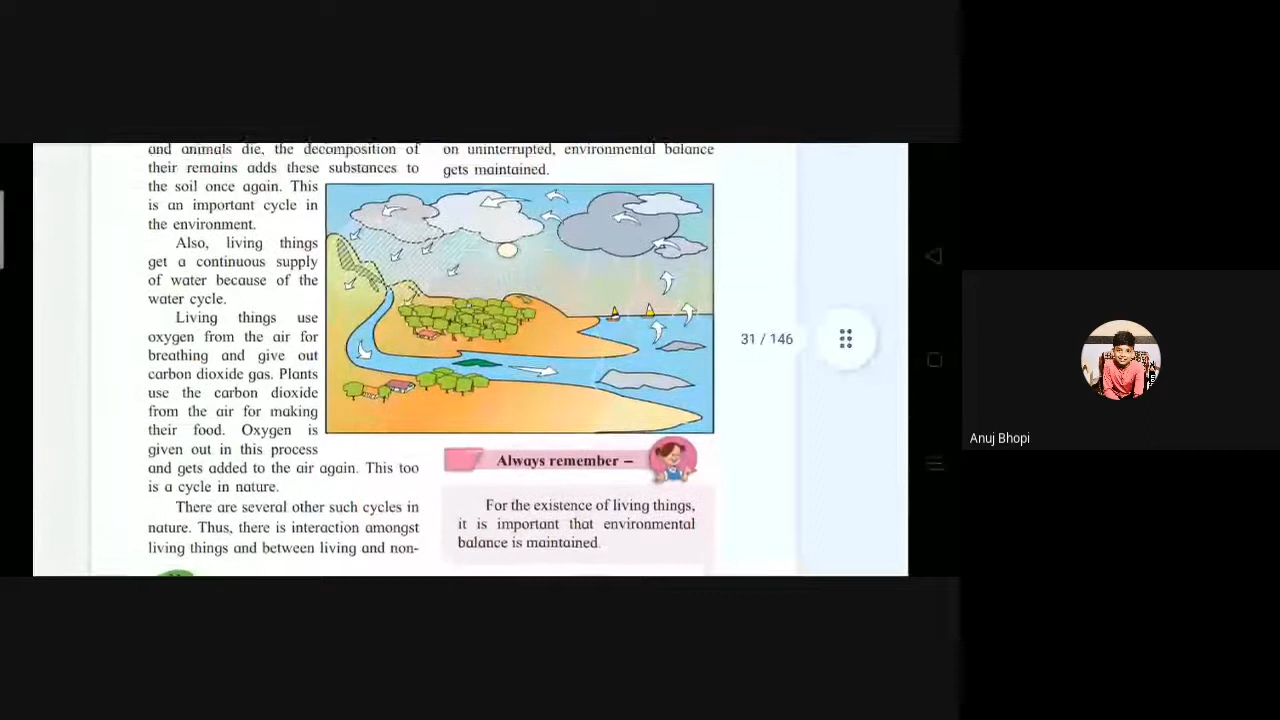 and animals die, the decomposition of
their remains adds these substances to
the soil once again. This
is an important cycle in
the environment.
Also, living things
get a continuous supply
of water because of the
water cycle.
Living things use
oxygen from the air for
breathing and give out
carbon dioxide gas. Plants
use the carbon dioxide
from the air for making
their food. Oxygen is
given out in this process
and gets added to the air again. This too
is a cycle in nature.
There are several other such cycles in
nature. Thus, there is interaction amongst
living things and between living and non-
on uninterrupted, environmental balance
gets maintained.
Always remember –
For the existence of living things,
it is important that environmental
balance is maintained.
31 / 146
Anuj Bhopi